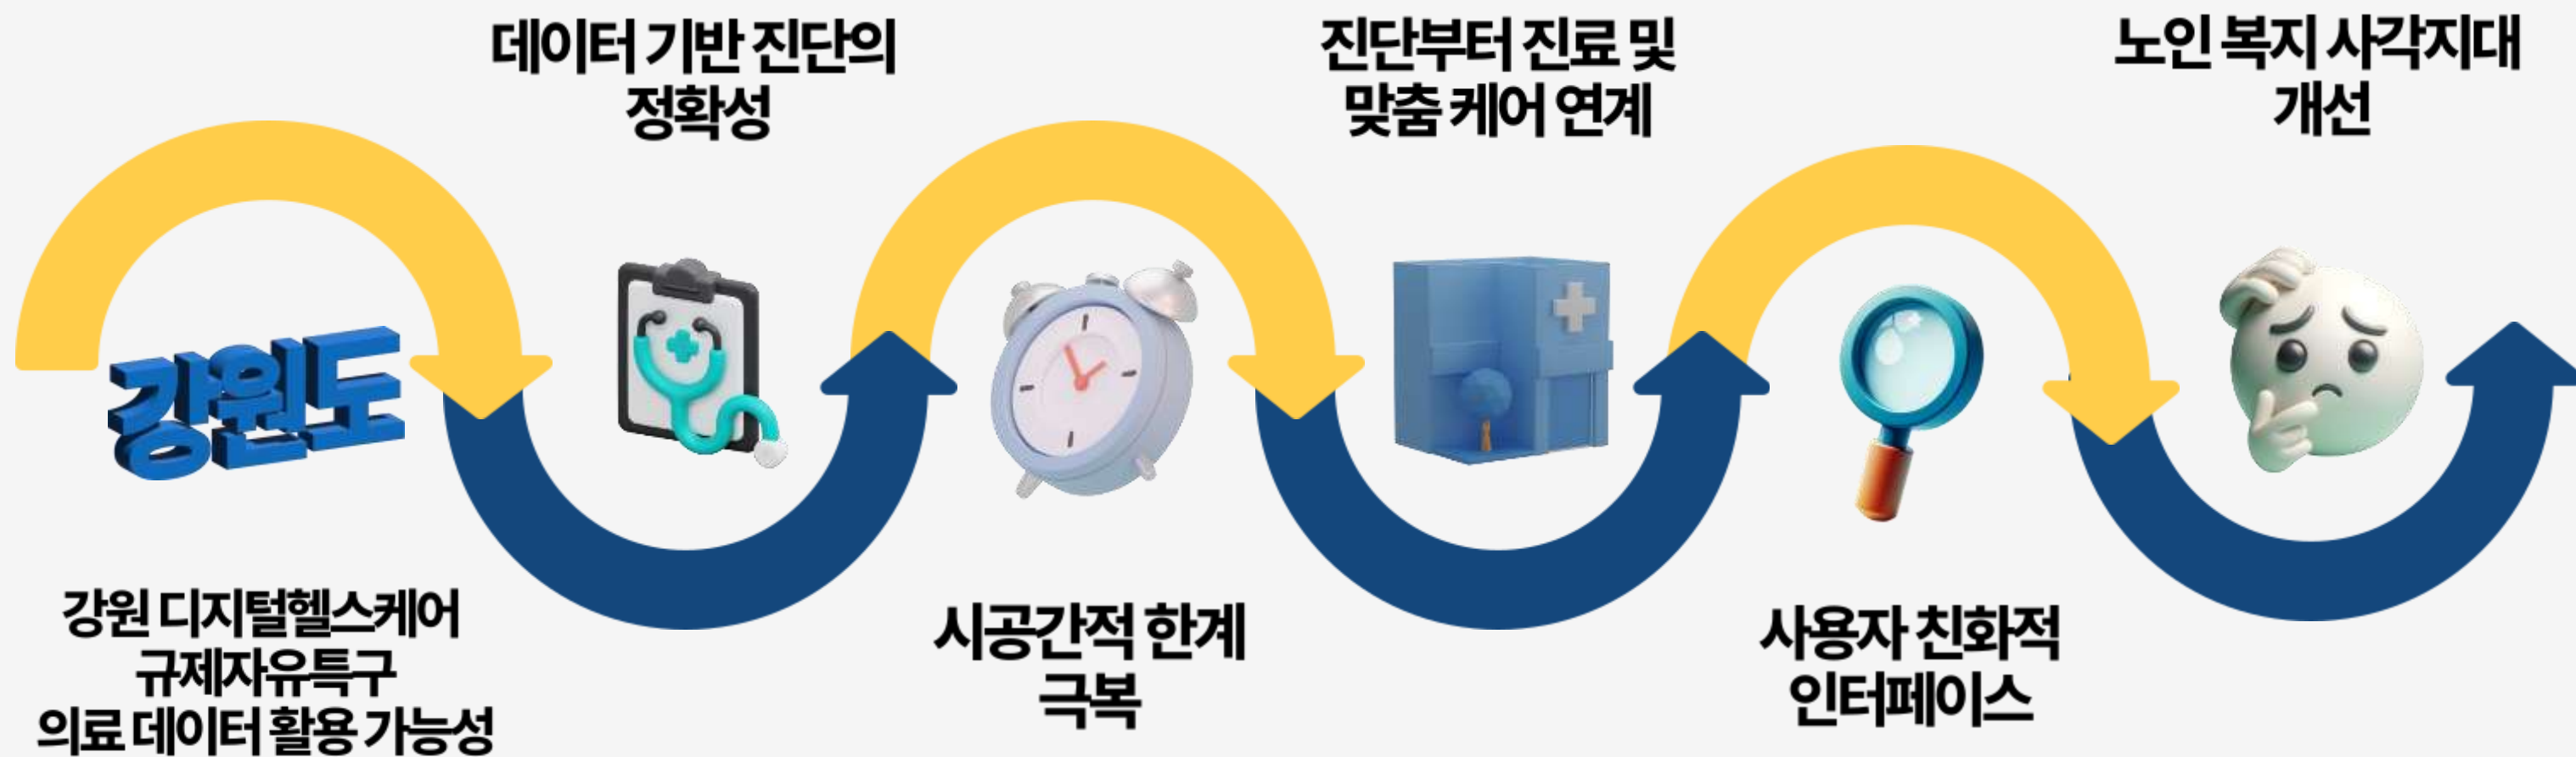 강원도
강원 디지털헬스케어
규제자유특구
의료 데이터 활용 가능성
데이터 기반 진단의
정확성
시공간적 한계
극복
진단부터 진료 및
맞춤 케어 연계
사용자 친화적
인터페이스
노인 복지 사각지대
개선